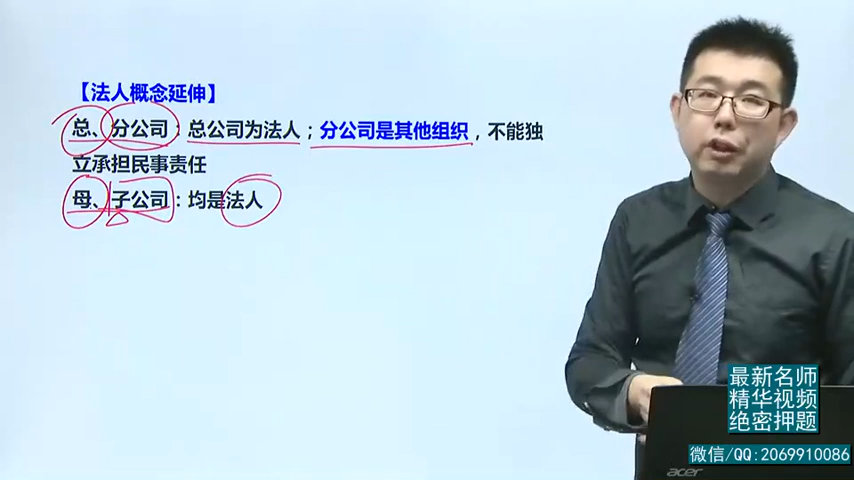 【法人概念延伸】
总、分公司：总公司为法人；分公司是其他组织，不能独
立承担民事责任
母、子公司：均是法人
最新名师
精华视频
绝密押题
微信/QQ:2069910086
acer